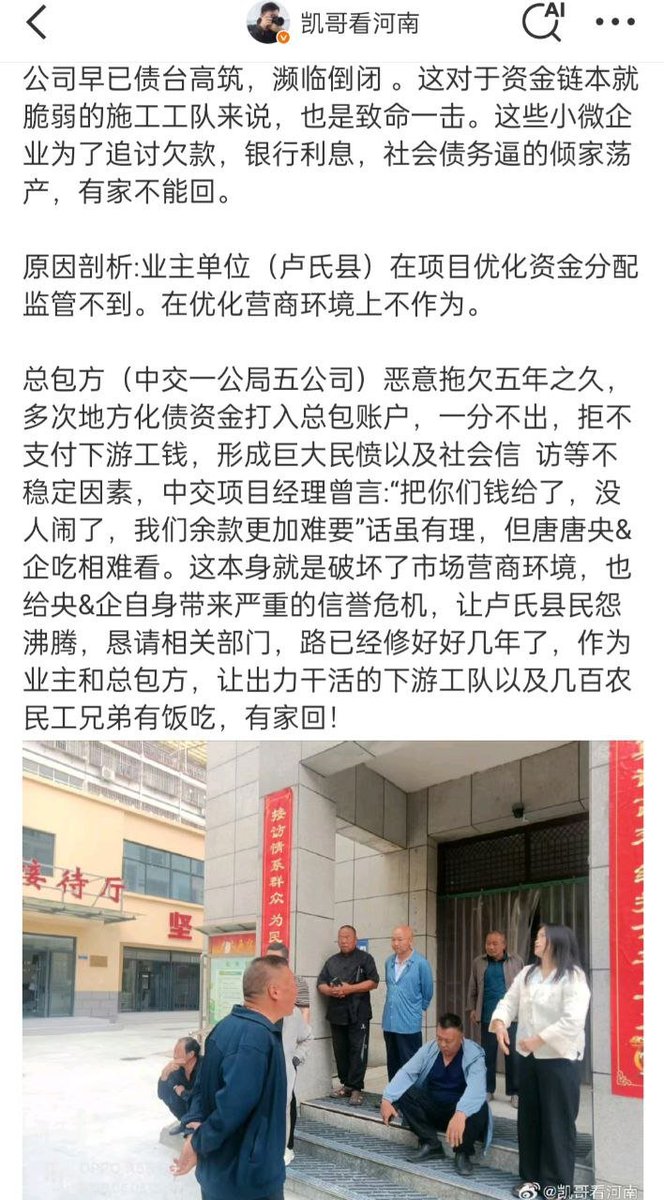 凯哥看河南
AI
公司早已债台高筑，濒临倒闭 。这对于资金链本就
脆弱的施工工队来说，也是致命一击。这些小微企
业为了追讨欠款，银行利息，社会债务逼的倾家荡
产，有家不能回。
原因剖析:业主单位（卢氏县）在项目优化资金分配
监管不到。在优化营商环境上不作为。
总包方（中交一公局五公司）恶意拖欠五年之久，
多次地方化债资金打入总包账户，一分不出，拒不
支付下游工钱，形成巨大民愤以及社会信  访等不
稳定因素，中交项目经理曾言:“把你们钱给了，没
人闹了，我们余款更加难要”话虽有理，但唐唐央&
企吃相难看。这本身就是破坏了市场营商环境，也
给央&企自身带来严重的信誉危机，让卢氏县民怨
沸腾，恳请相关部门，路已经修好好几年了，作为
业主和总包方，让出力干活的下游工队以及几百农
民工兄弟有饭吃，有家回！
接待厅
坚
接访情系群众 为民
@凯哥看河南